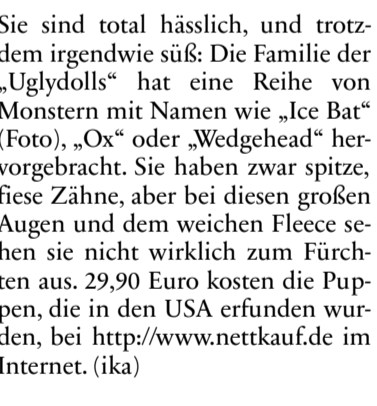 Sie sind total hässlich, und trotz-
dem irgendwie süß: Die Familie der
„Uglydolls“ hat eine Reihe von
Monstern mit Namen wie „Ice Bat“
(Foto), „Ox“ oder „Wedgehead“ her-
vorgebracht. Sie haben zwar spitze,
fiese Zähne, aber bei diesen großen
Augen und dem weichen Fleece se-
hen sie nicht wirklich zum Fürch-
ten aus. 29,90 Euro kosten die Pup-
pen, die in den USA erfunden wur-
den, bei http://www.nettkauf.de im
Internet. (ika)